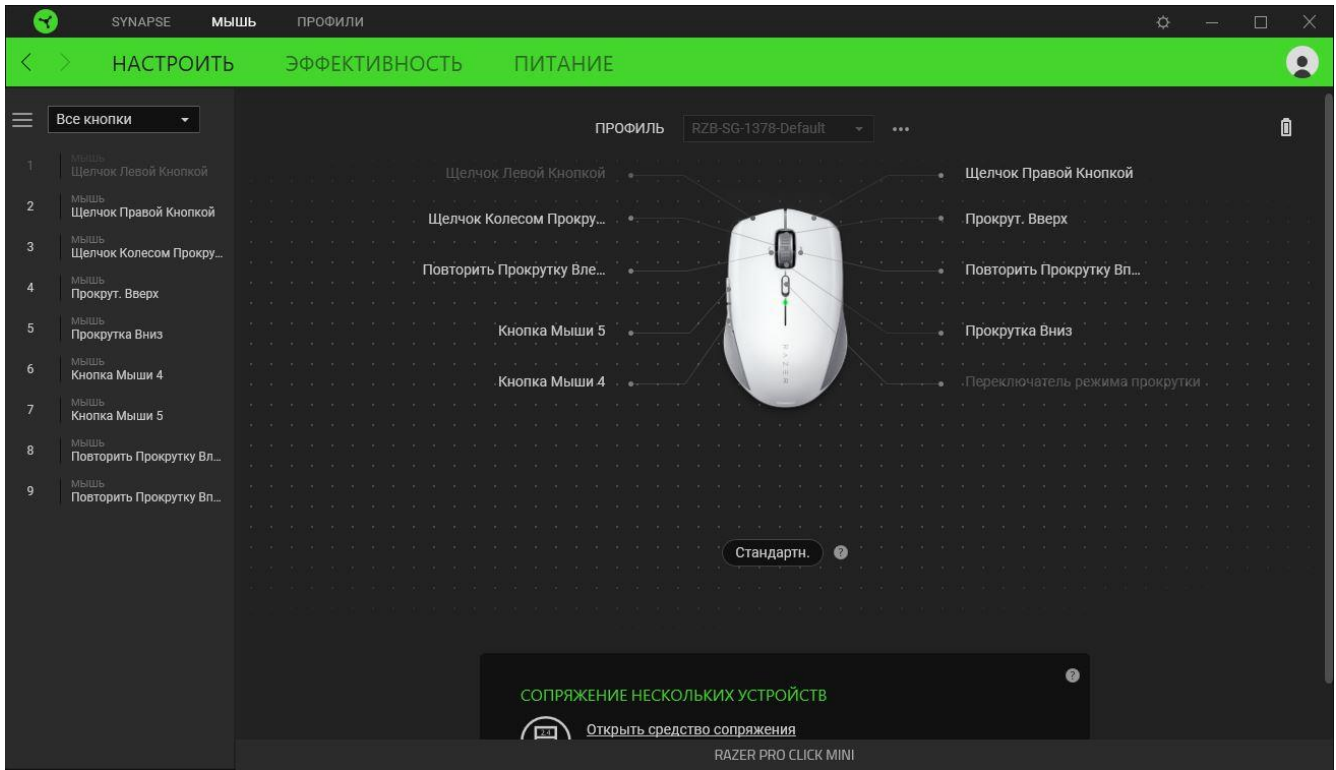 SYNAPSE МЫШЬ ПРОФИЛИ
НАСТРОИТЬ ЭФФЕКТИВНОСТЬ ПИТАНИЕ
Все кнопки
ПРОФИЛЬ RZB-SG-1378-Default
1 МЫШЬ
Щелчок Левой Кнопкой
2 МЫШЬ
Щелчок Правой Кнопкой
3 МЫШЬ
Щелчок Колесом Прокру...
4 МЫШЬ
Прокрут. Вверх
5 МЫШЬ
Прокрутка Вниз
6 МЫШЬ
Кнопка Мыши 4
7 МЫШЬ
Кнопка Мыши 5
8 МЫШЬ
Повторить Прокрутку Вл...
9 МЫШЬ
Повторить Прокрутку Вп...
Щелчок Левой Кнопкой
Щелчок Колесом Прокру...
Повторить Прокрутку Вле...
Кнопка Мыши 5
Кнопка Мыши 4
RAZER
Щелчок Правой Кнопкой
Прокрут. Вверх
Повторить Прокрутку Вп...
Прокрутка Вниз
Переключатель режима прокрутки
Стандартн. ?
?
СОПРЯЖЕНИЕ НЕСКОЛЬКИХ УСТРОЙСТВ
2.4
Открыть средство сопряжения
RAZER PRO CLICK MINI